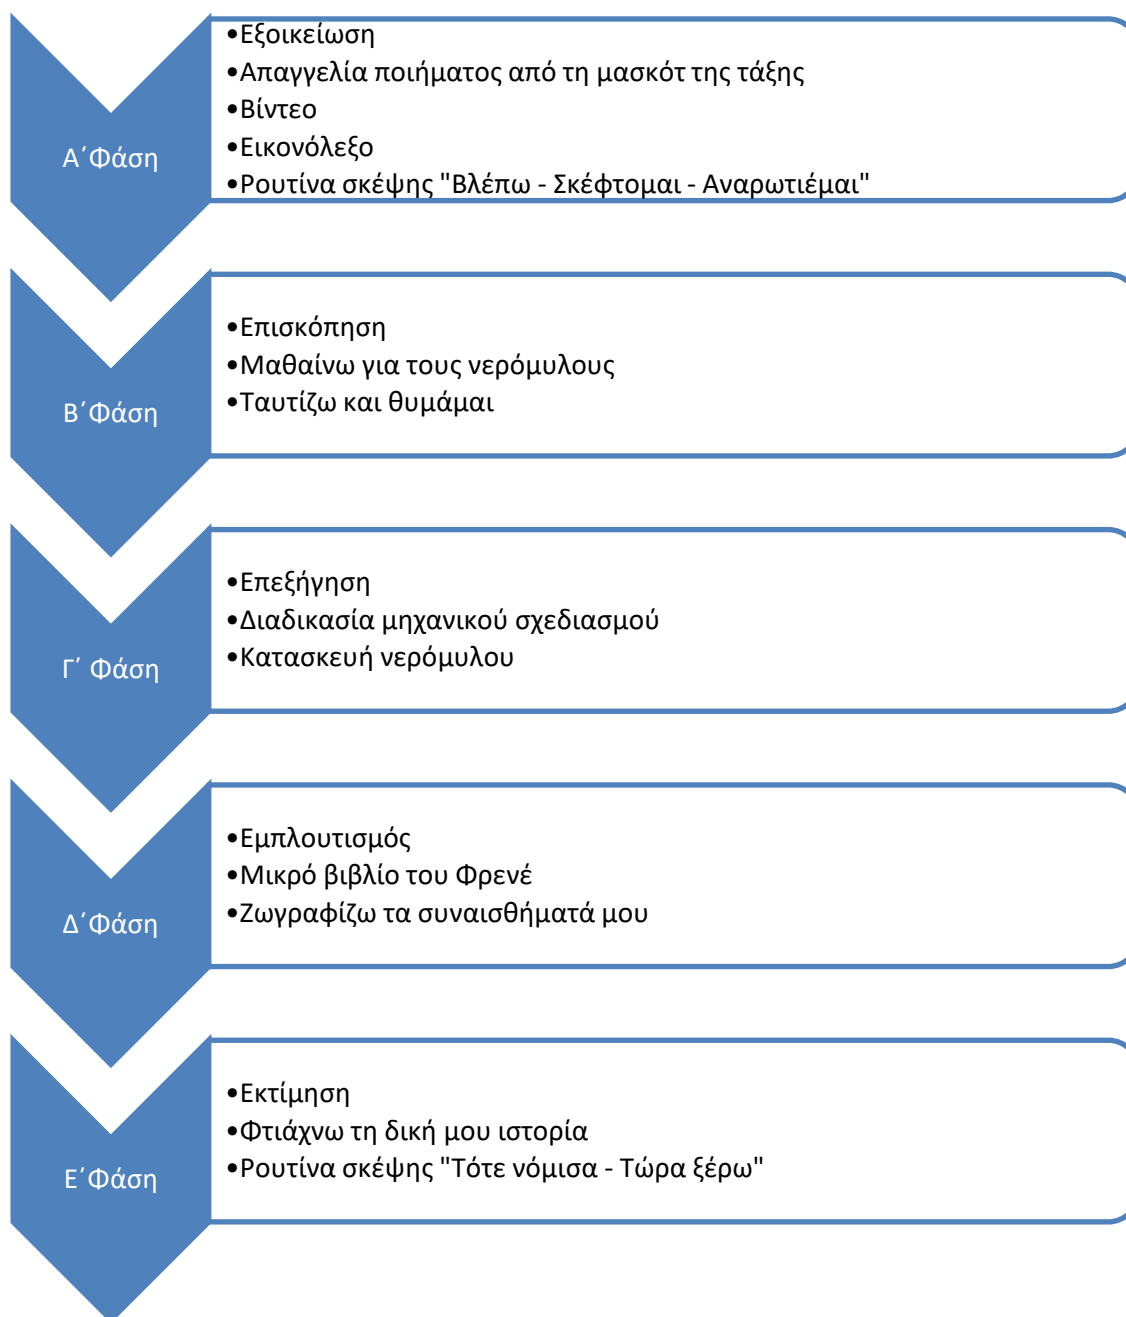 Α΄Φάση
•Εξοικείωση
•Απαγγελία ποιήματος από τη μασκότ της τάξης
•Βίντεο
•Εικονόλεξο
•Ρουτίνα σκέψης "Βλέπω - Σκέφτομαι - Αναρωτιέμαι"
Β΄Φάση
•Επισκόπηση
•Μαθαίνω για τους νερόμυλους
•Ταυτίζω και θυμάμαι
Γ΄ Φάση
•Επεξήγηση
•Διαδικασία μηχανικού σχεδιασμού
•Κατασκευή νερόμυλου
Δ΄Φάση
•Εμπλουτισμός
•Μικρό βιβλίο του Φρενέ
•Ζωγραφίζω τα συναισθήματά μου
Ε΄Φάση
•Εκτίμηση
•Φτιάχνω τη δική μου ιστορία
•Ρουτίνα σκέψης "Τότε νόμισα - Τώρα ξέρω"